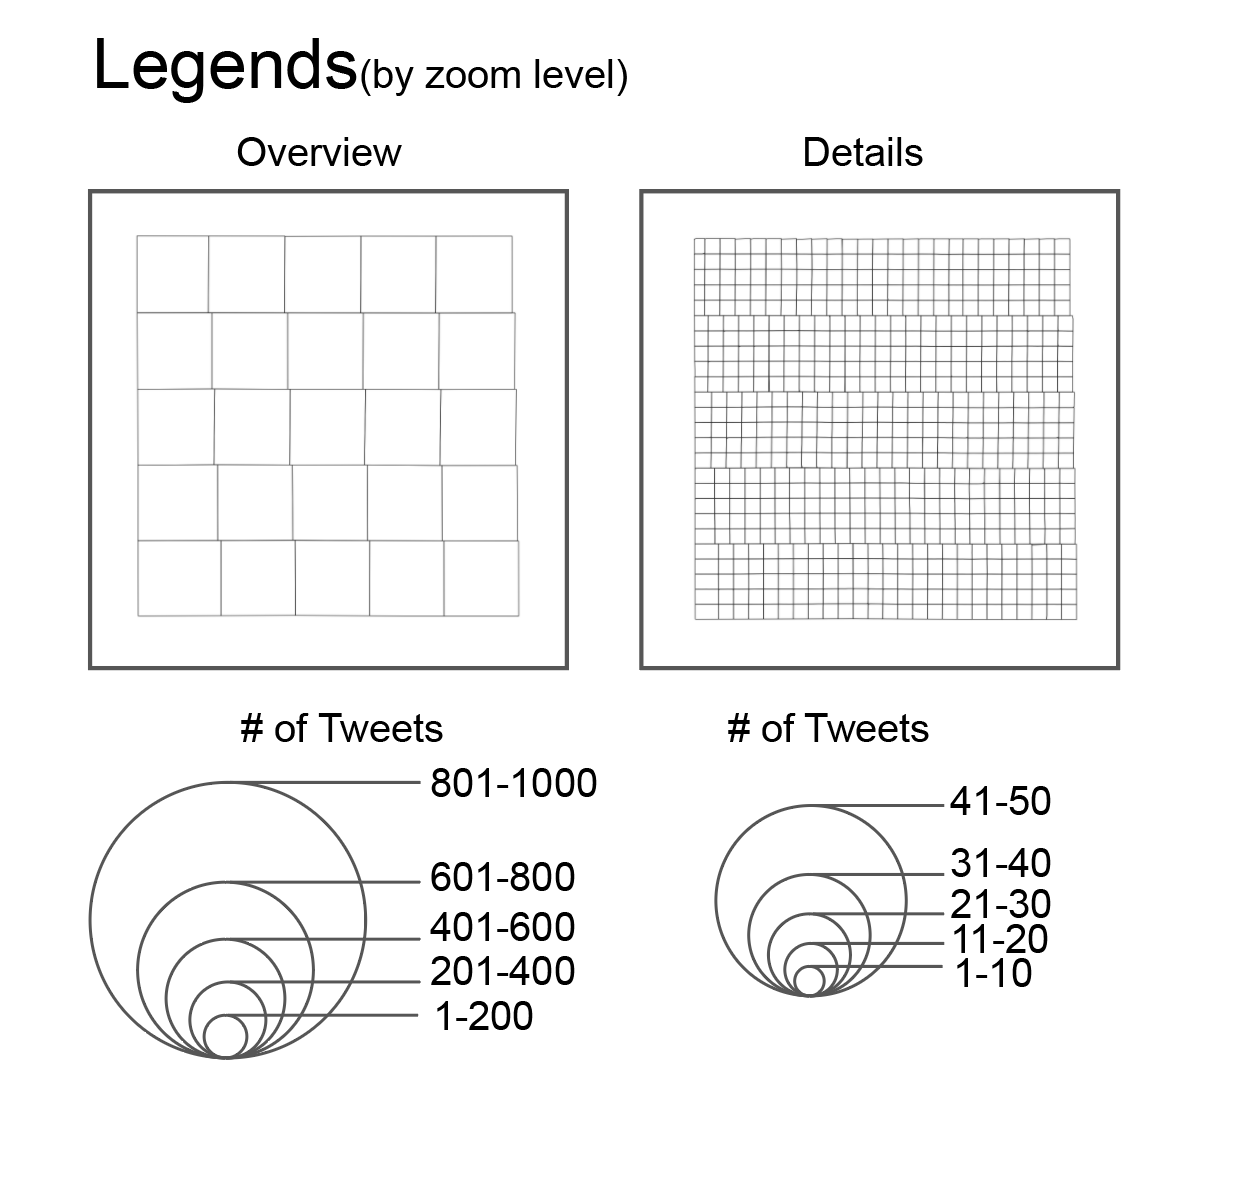 Legends(by zoom level)
Overview
Details
# of Tweets
801-1000
601-800
401-600
201-400
1-200
# of Tweets
41-50
31-40
21-30
11-20
1-10